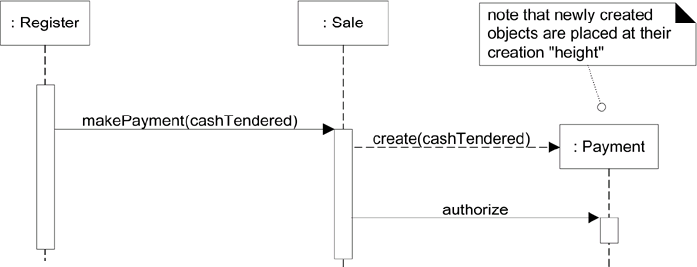 : Register
: Sale
note that newly created
objects are placed at their
creation "height"
makePayment(cashTendered)
create(cashTendered)
: Payment
authorize